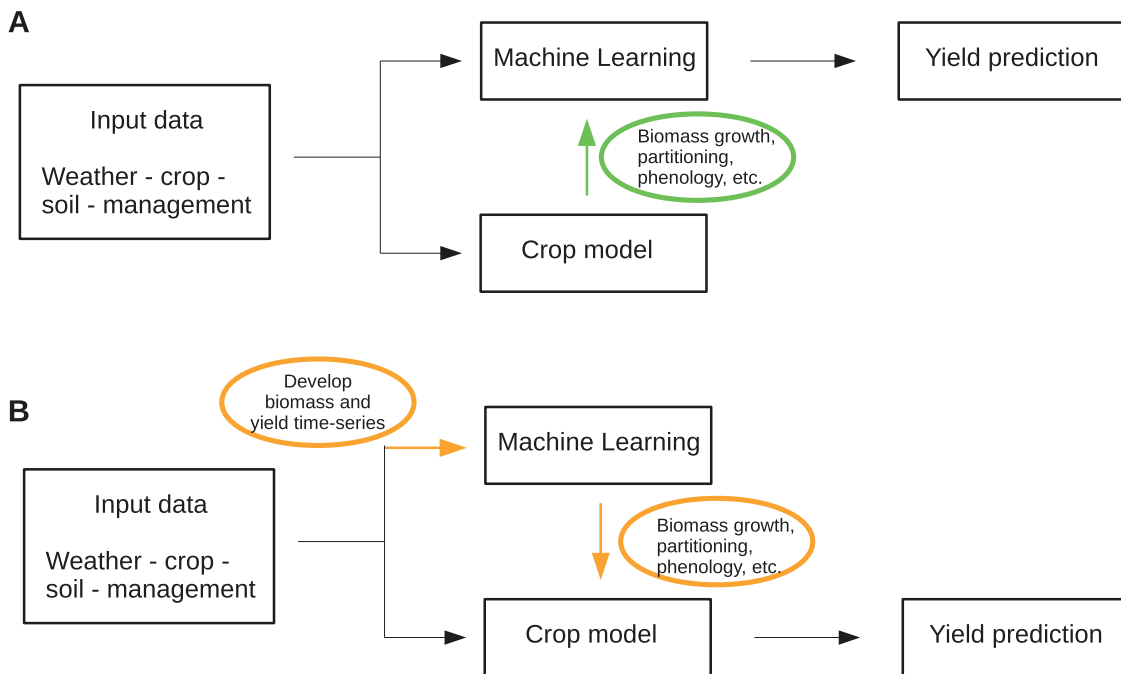 A
Input data
Weather - crop -
soil - management
Machine Learning
Biomass growth,
partitioning,
phenology, etc.
Crop model
Yield prediction
B
Develop
biomass and
yield time-series
Input data
Weather - crop -
soil - management
Machine Learning
Biomass growth,
partitioning,
phenology, etc.
Crop model
Yield prediction